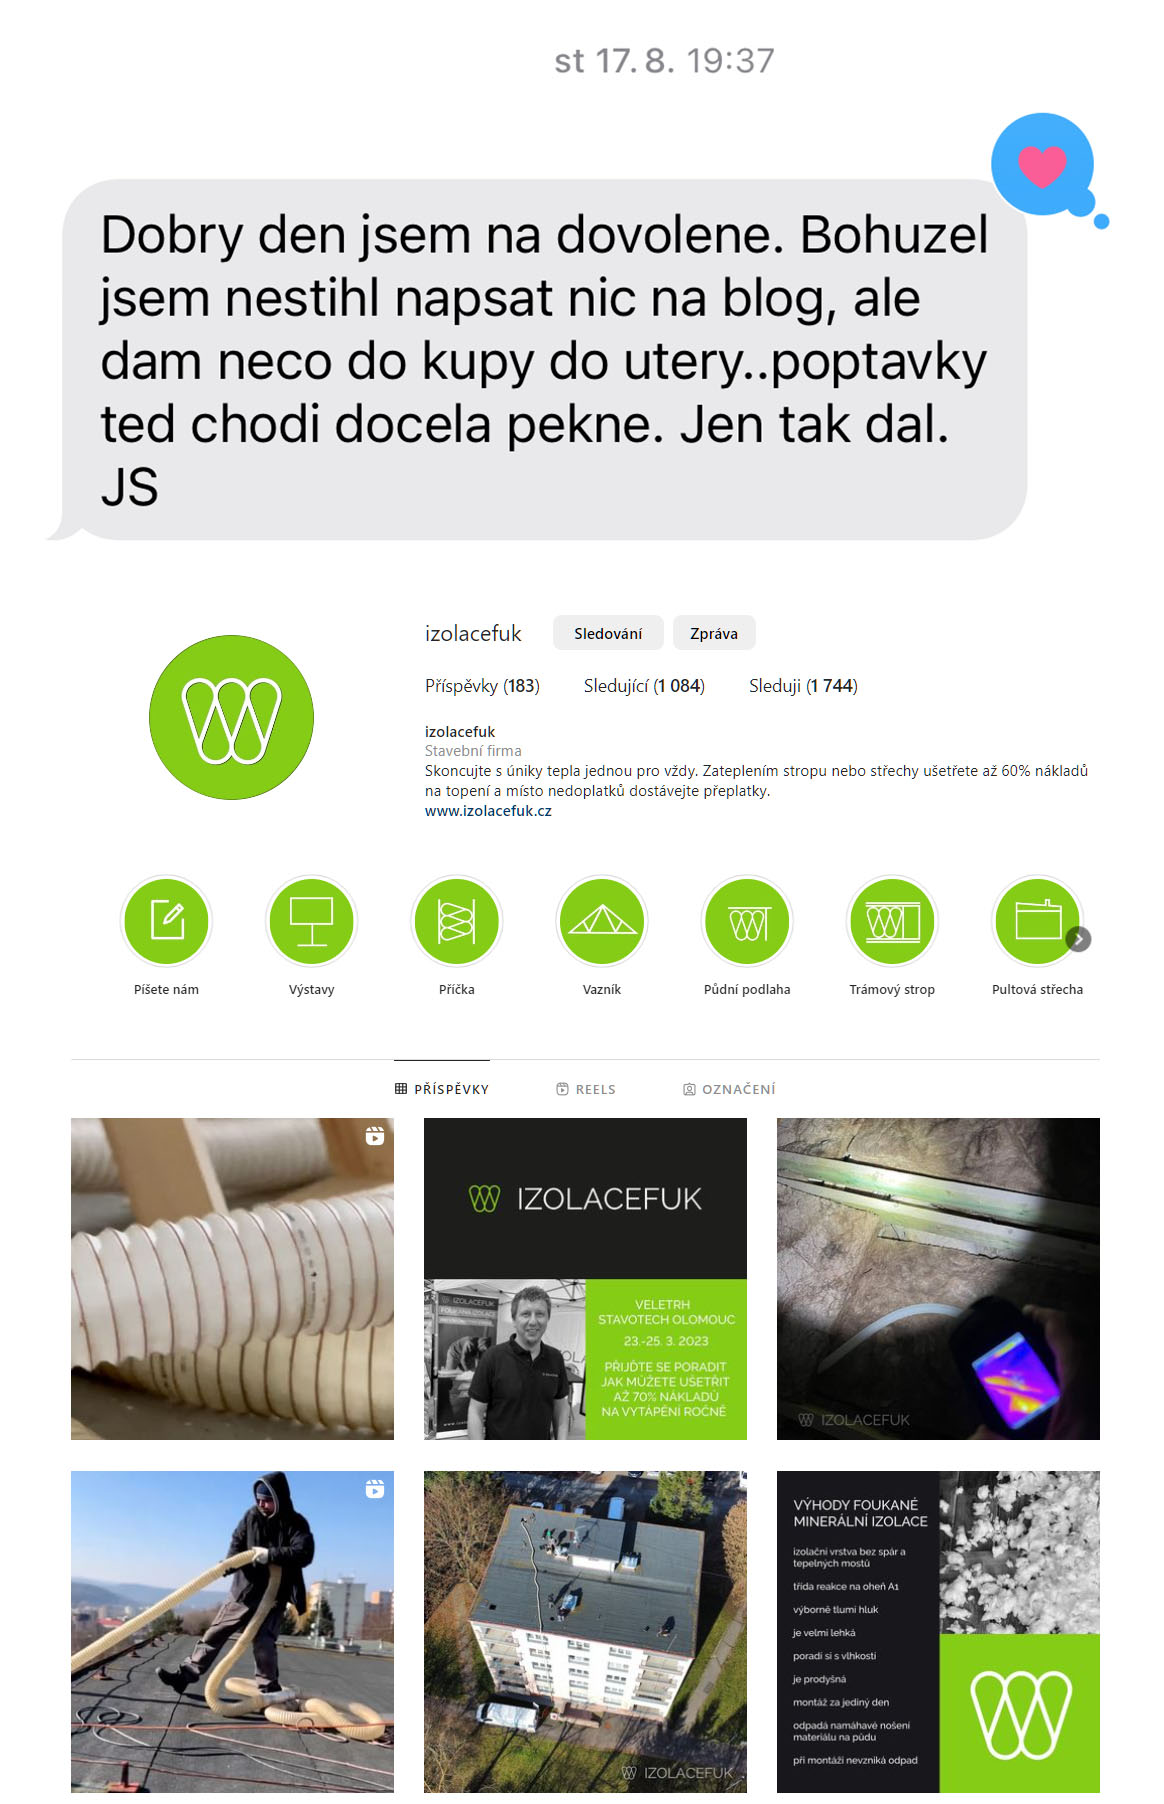 st 17. 8. 19:37
Dobry den jsem na dovolene. Bohuzel
jsem nestihl napsat nic na blog, ale
dam neco do kupy do utery..poptavky
ted chodi docela pekne. Jen tak dal.
JS
izolacefuk
Sledování
Zpráva
Příspěvky (183)
Sledující (1 084)
Sleduji (1 744)
izolacefuk
Stavební firma
Skoncujte s úniky tepla jednou pro vždy. Zateplením stropu nebo střechy ušetřete až 60% nákladů
na topení a místo nedoplatků dostávejte přeplatky.
www.izolacefuk.cz
Píšete nám
Výstavy
Příčka
Vazník
Půdní podlaha
Trámový strop
Pultová střecha
PŘÍSPĚVKY
REELS
OZNAČENÍ
IZOLACEFUK
IZOLACEFUK
VELETRH
STAVOTECH OLOMOUC
23.-25. 3. 2023
PŘIJĎTE SE PORADIT
JAK MŮŽETE UŠETŘIT
AŽ 70% NÁKLADŮ
NA VYTÁPĚNÍ ROČNĚ
IZOLACEFUK
IZOLACEFUK
VÝHODY FOUKANÉ
MINERÁLNÍ IZOLACE
izolační vrstva bez spár a
tepelných mostů
třída reakce na oheň A1
výborně tlumí hluk
je velmi lehká
poradí si s vlhkostí
je prodyšná
montáž za jediný den
odpadá namáhavé nošení
materiálu na půdu
při montáži nevzniká odpad